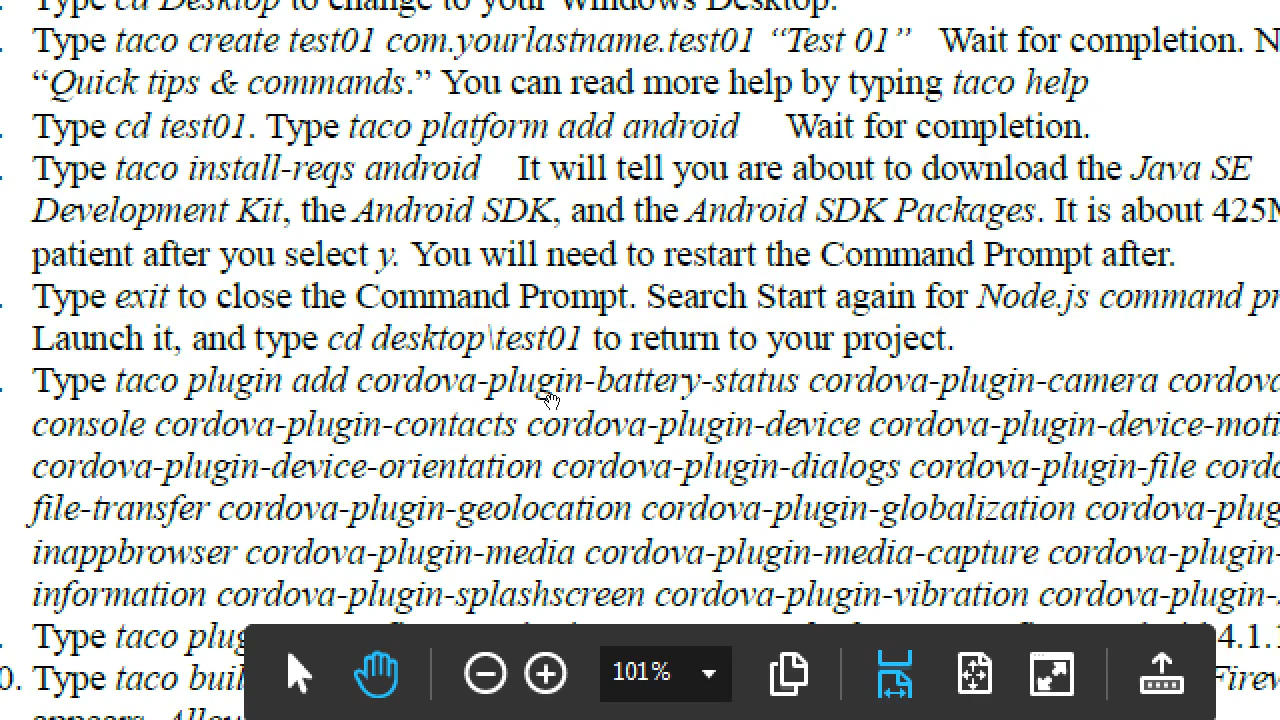 Type cd Desktop to change to your Windows Desktop.
Type taco create test01 com.yourlastname.test01 “Test 01” Wait for completion. N
“Quick tips & commands.” You can read more help by typing taco help
Type cd test01. Type taco platform add android Wait for completion.
Type taco install-reqs android It will tell you are about to download the Java SE
Development Kit, the Android SDK, and the Android SDK Packages. It is about 425M
patient after you select y. You will need to restart the Command Prompt after.
Type exit to close the Command Prompt. Search Start again for Node.js command pr
Launch it, and type cd desktop\test01 to return to your project.
Type taco plugin add cordova-plugin-battery-status cordova-plugin-camera cordova
console cordova-plugin-contacts cordova-plugin-device cordova-plugin-device-moti
cordova-plugin-device-orientation cordova-plugin-dialogs cordova-plugin-file cordo
file-transfer cordova-plugin-geolocation cordova-plugin-globalization cordova-plug
inappbrowser cordova-plugin-media cordova-plugin-media-capture cordova-plugin-
information cordova-plugin-splashscreen cordova-plugin-vibration cordova-plugin-
Type taco plug 4.1.1
0. Type taco buil Firew
appears. Allow
101%